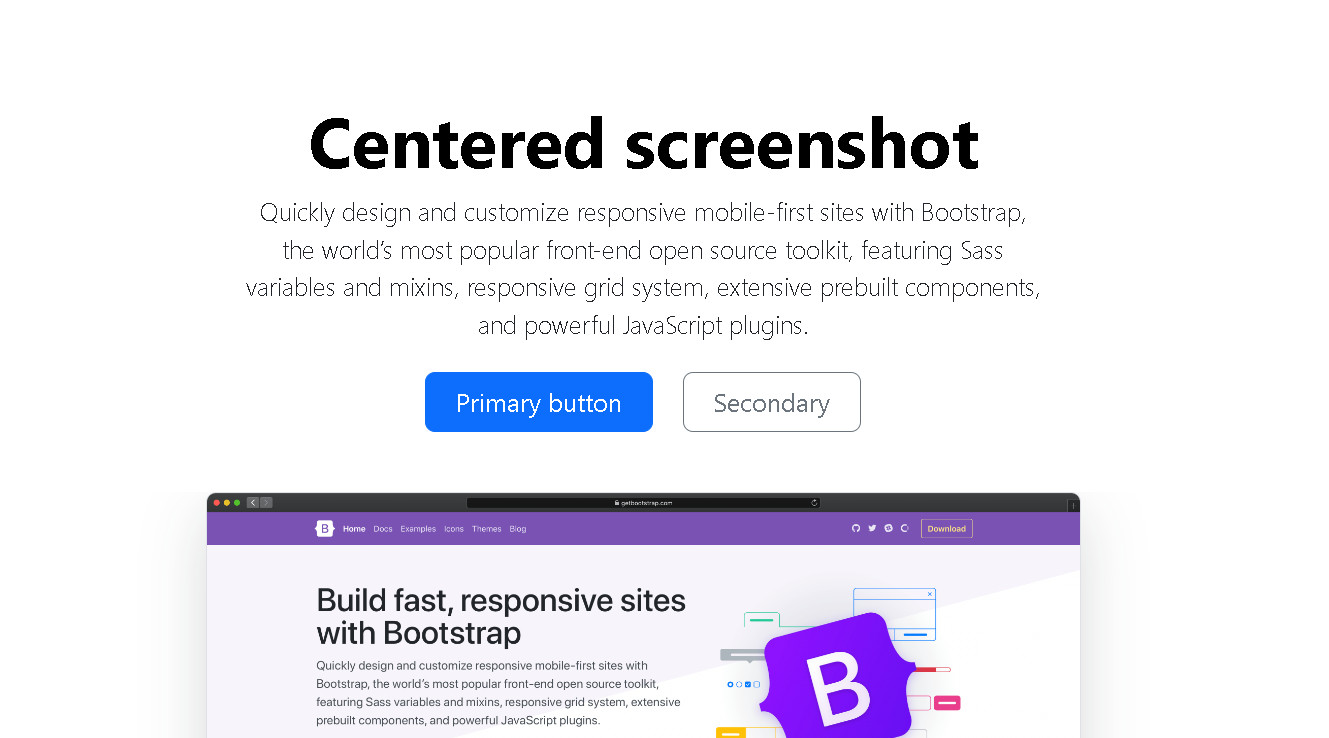 Centered screenshot
Quickly design and customize responsive mobile-first sites with Bootstrap,
the world’s most popular front-end open source toolkit, featuring Sass
variables and mixins, responsive grid system, extensive prebuilt components,
and powerful JavaScript plugins.
Primary button Secondary
getbootstrap.com
B Home Docs Examples Icons Themes Blog Download
Build fast, responsive sites
with Bootstrap
Quickly design and customize responsive mobile-first sites with
Bootstrap, the world’s most popular front-end open source toolkit,
featuring Sass variables and mixins, responsive grid system, extensive
prebuilt components, and powerful JavaScript plugins.
B